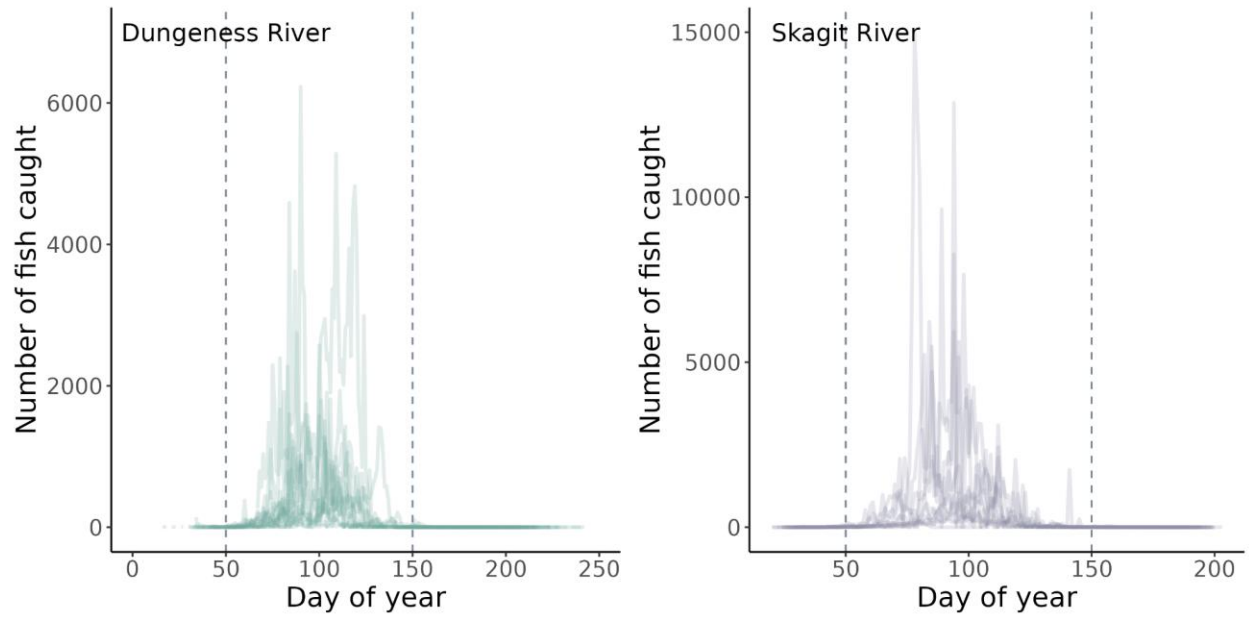 Dungeness River
Number of fish caught
6000
4000
2000
0
0 50 100 150 200 250
Day of year
Skagit River
Number of fish caught
15000
10000
5000
0
50 100 150 200
Day of year